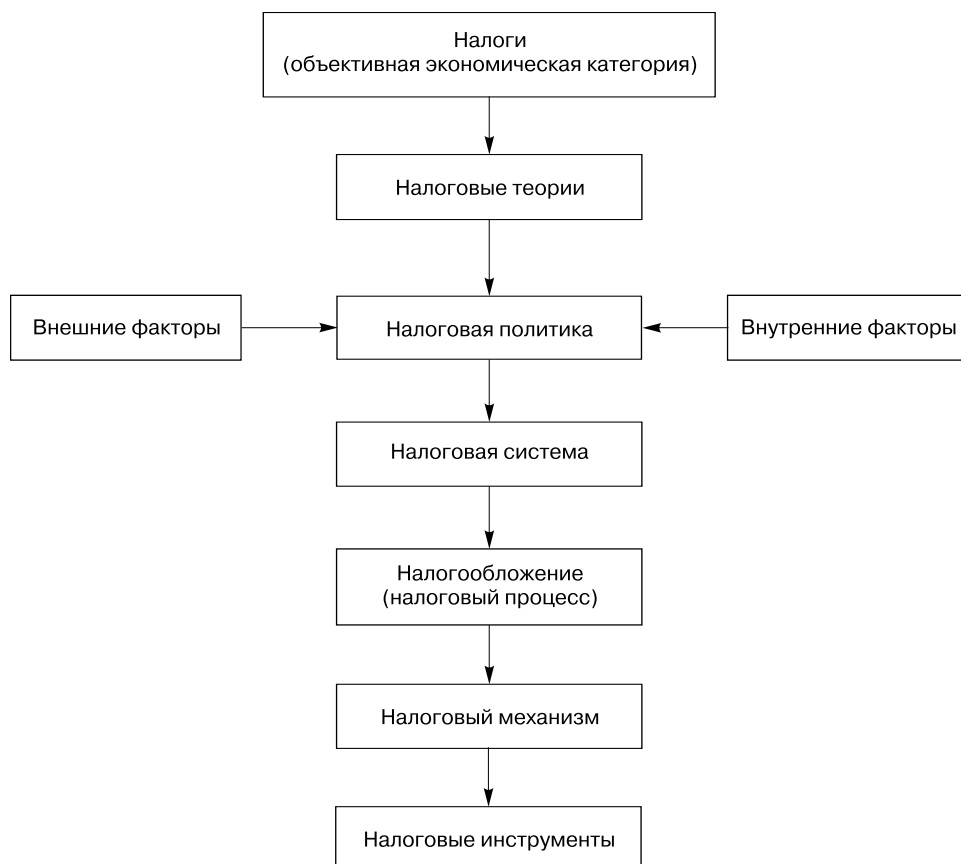 Налоги
(объективная экономическая категория)
Налоговые теории
Внешние факторы
Налоговая политика
Внутренние факторы
Налоговая система
Налогообложение
(налоговый процесс)
Налоговый механизм
Налоговые инструменты